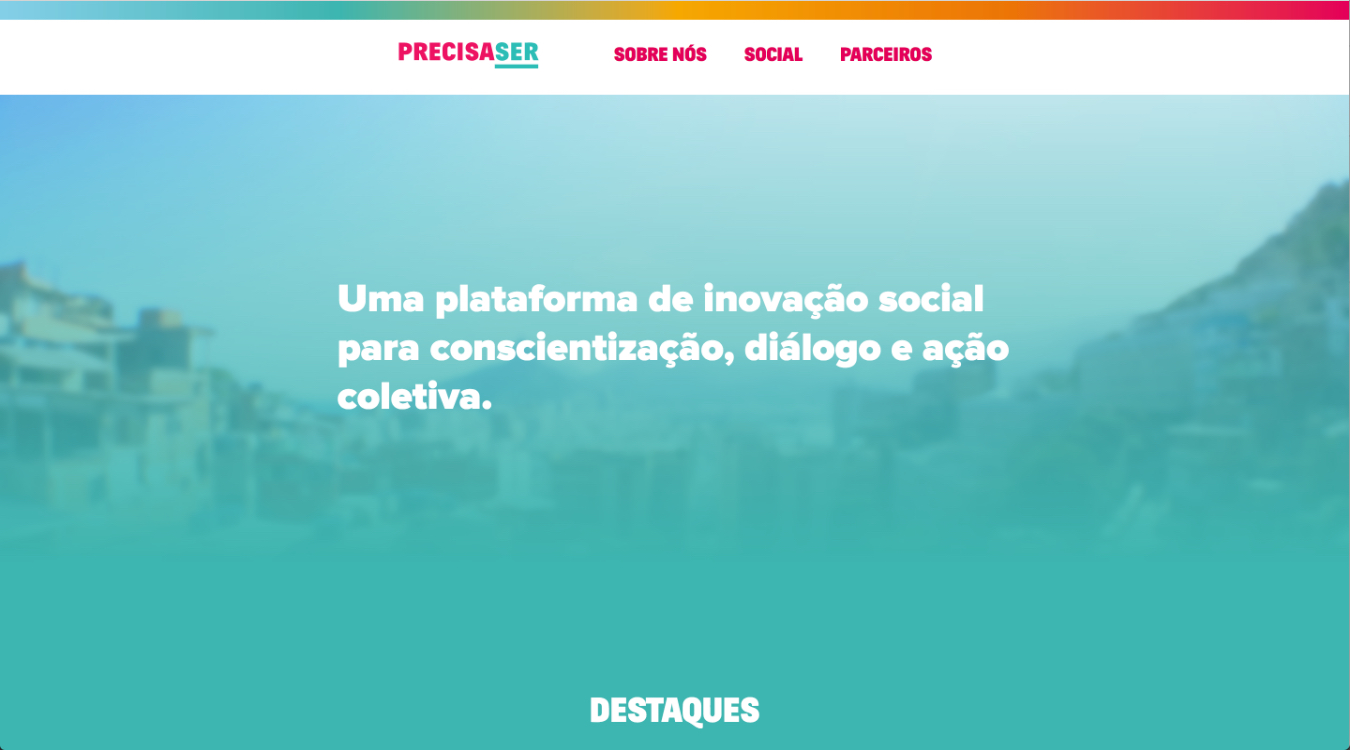 PRECISASER
SOBRE NÓS
SOCIAL
PARCEIROS
Uma plataforma de inovação social
para conscientização, diálogo e ação
coletiva.
DESTAQUES